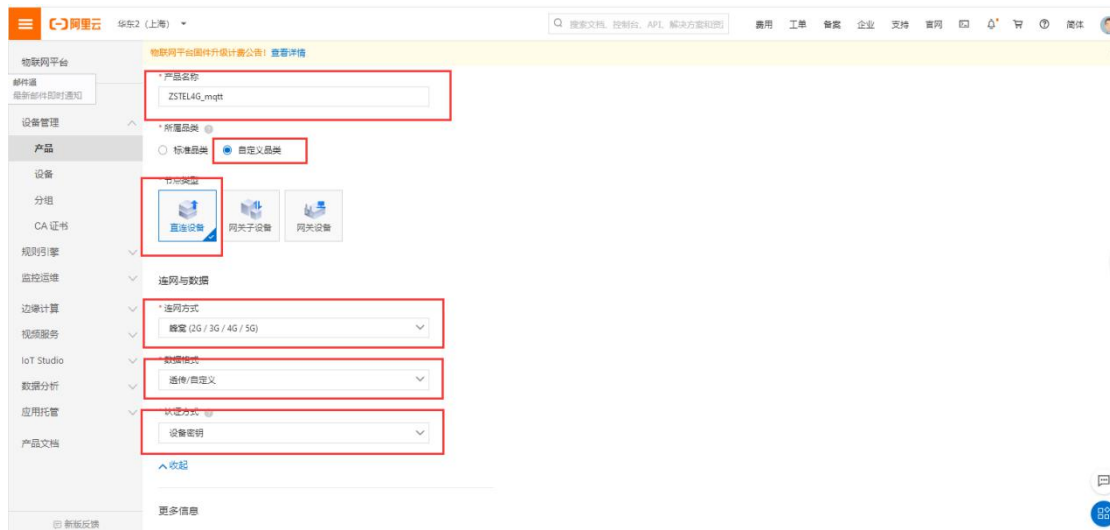 阿里云 华东2（上海） 搜索文档、控制台、API、解决方案和资 费用 工单 备案 企业 支持 官网 简体
物联网平台
物联网平台固件升级计费公告！查看详情
邮件通
最新邮件即时通知
* 产品名称
ZSTEL4G_mqtt
设备管理
* 所属品类
产品
标准品类 自定义品类
设备
* 节点类型
分组
直连设备 网关子设备 网关设备
CA 证书
规则引擎
监控运维
连网与数据
边缘计算
* 连网方式
蜂窝 (2G / 3G / 4G / 5G)
视频服务
IoT Studio
* 数据格式
透传/自定义
数据分析
应用托管
* 认证方式
设备密钥
产品文档
收起
更多信息
新版反馈